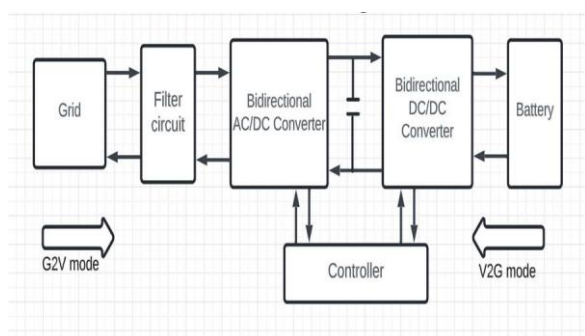 Grid
Filter
circuit
Bidirectional
AC/DC Converter
Bidirectional
DC/DC
Converter
Battery
G2V mode
Controller
V2G mode